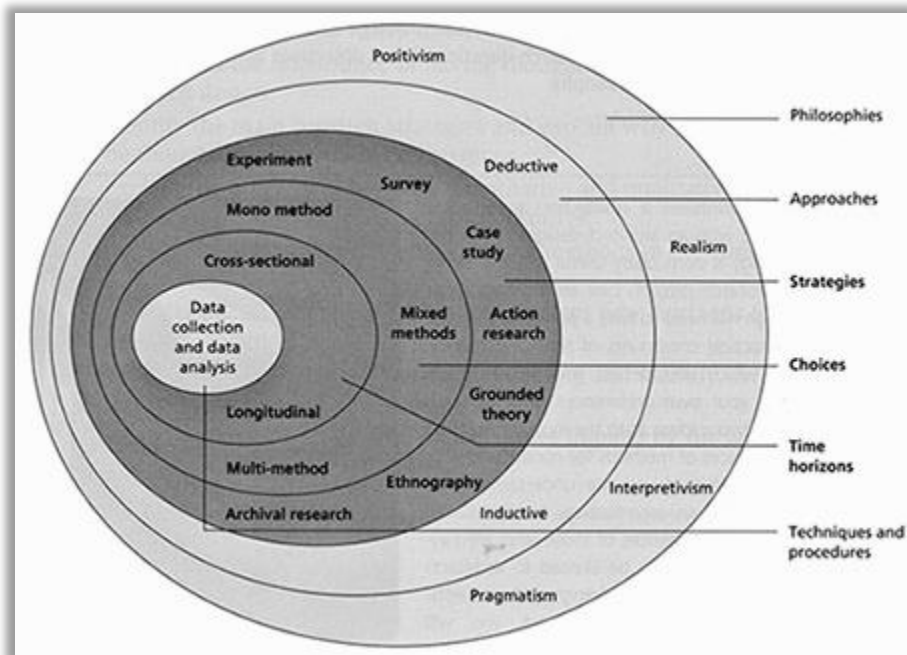 Positivism
Philosophies
Deductive
Experiment
Survey
Approaches
Mono method
Case
study
Realism
Cross-sectional
Strategies
Data
collection
and data
analysis
Mixed
methods
Action
research
Choices
Grounded
theory
Longitudinal
Time
horizons
Multi-method
Ethnography
Interpretivism
Archival research
Inductive
Techniques and
procedures
Pragmatism